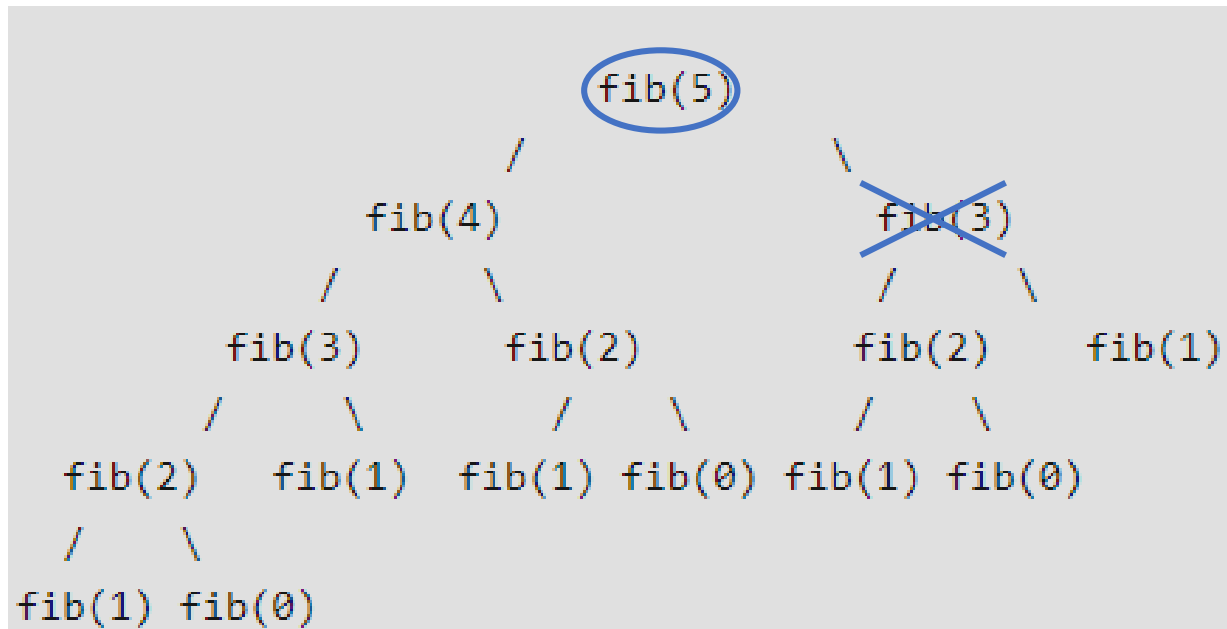 fib(5)
/ \
fib(4) fib(3)
/ \ / \
fib(3) fib(2) fib(2) fib(1)
/ \ / \ / \
fib(2) fib(1) fib(1) fib(0) fib(1) fib(0)
/ \
fib(1) fib(0)